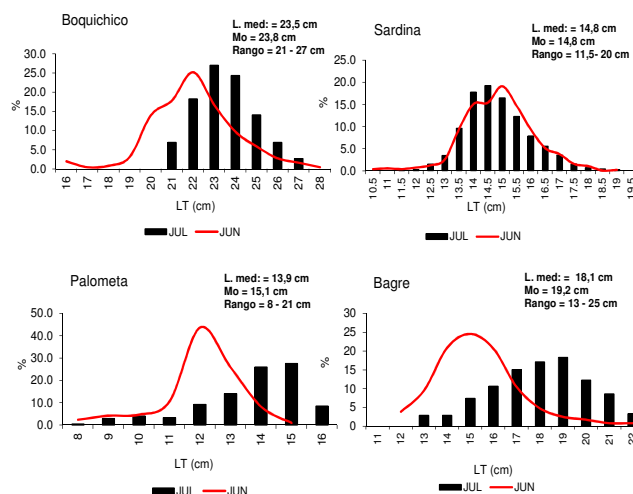 Boquichico
L. med: = 23,5 cm
Mo = 23,8 cm
Rango = 21 - 27 cm
30.0
25.0
20.0
15.0
10.0
5.0
0.0
%
16 17 18 19 20 21 22 23 24 25 26 27 28
LT (cm)
JUL JUN
Sardina
L. med: = 14,8 cm
Mo = 14,8 cm
Rango = 11,5- 20 cm
25.0
20.0
15.0
10.0
5.0
0.0
%
10.5 11 11.5 12 12.5 13 13.5 14 14.5 15 15.5 16 16.5 17 17.5 18 18.5 19 19.5
LT (cm)
JUL JUN
Palometa
L. med: = 13,9 cm
Mo = 15,1 cm
Rango = 8 - 21 cm
50.0
40.0
30.0
20.0
10.0
0.0
%
8 9 10 11 12 13 14 15 16
LT (cm)
JUL JUN
Bagre
L. med: = 18,1 cm
Mo = 19,2 cm
Rango = 13 - 25 cm
30
25
20
15
10
5
0
%
11 12 13 14 15 16 17 18 19 20 21 22
LT (cm)
JUL JUN